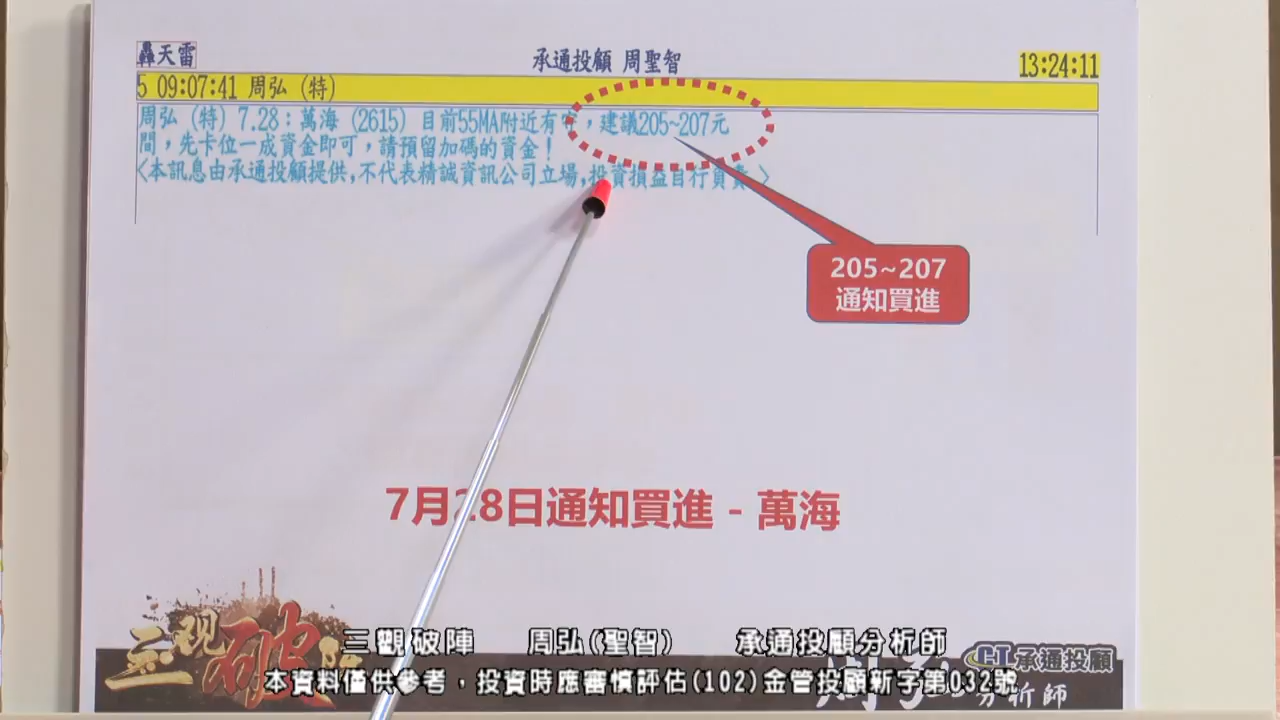 轟天雷
承通投顧 周聖智
13:24:11
5 09:07:41 周弘 (特)
周弘 (特) 7.28：萬海 (2615) 目前55MA附近有守，建議205~207元
間，先卡位一成資金即可，請預留加碼的資金！
<本訊息由承通投顧提供,不代表精誠資訊公司立場,投資損益自行負責 >
205~207
通知買進
7月28日通知買進 - 萬海
三觀破陣
三觀破陣 周弘(聖智) 承通投顧分析師
CT承通投顧
本資料僅供參考，投資時應審慎評估(102)金管投顧新字第032號
分析師